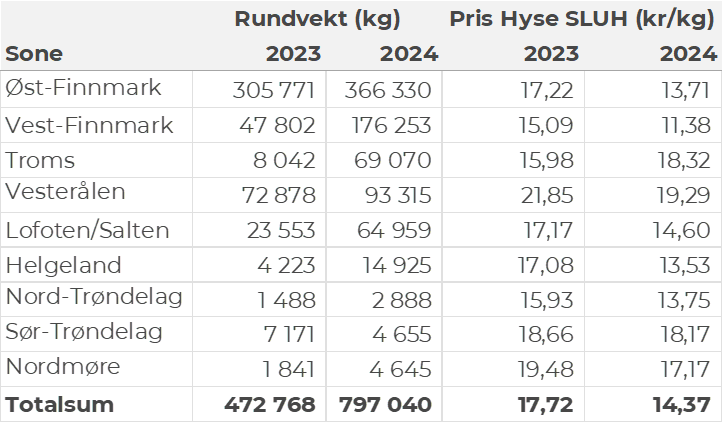 Rundvekt (kg) Pris Hyse SLUH (kr/kg)
Sone 2023 2024 2023 2024
Øst-Finnmark 305 771 366 330 17,22 13,71
Vest-Finnmark 47 802 176 253 15,09 11,38
Troms 8 042 69 070 15,98 18,32
Vesterålen 72 878 93 315 21,85 19,29
Lofoten/Salten 23 553 64 959 17,17 14,60
Helgeland 4 223 14 925 17,08 13,53
Nord-Trøndelag 1 488 2 888 15,93 13,75
Sør-Trøndelag 7 171 4 655 18,66 18,17
Nordmøre 1 841 4 645 19,48 17,17
Totalsum 472 768 797 040 17,72 14,37